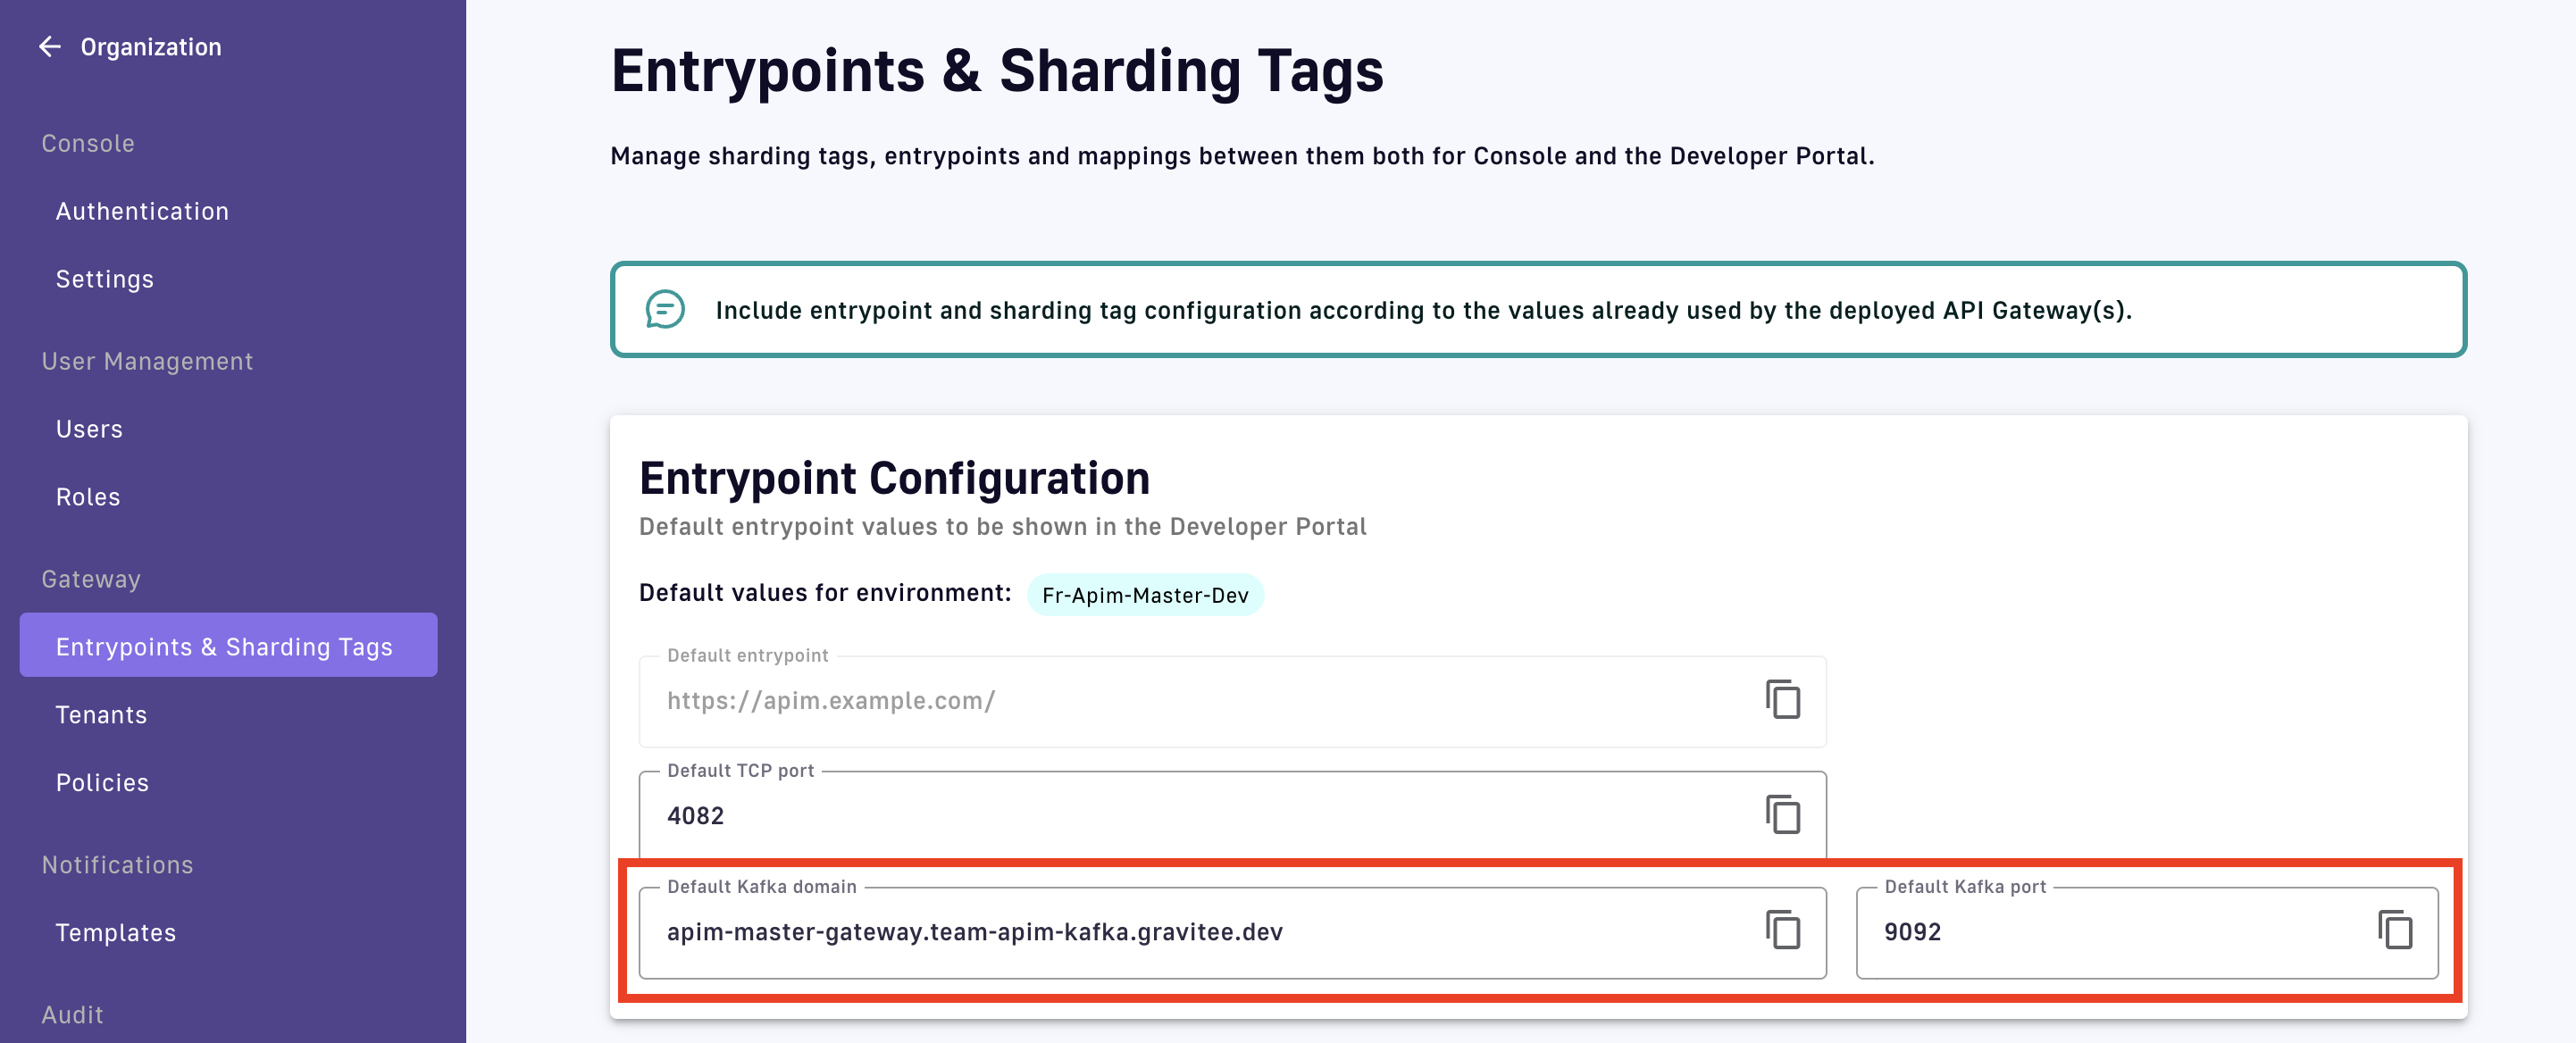 Organization
Console
Authentication
Settings
User Management
Users
Roles
Gateway
Entrypoints & Sharding Tags
Tenants
Policies
Notifications
Templates
Audit
Entrypoints & Sharding Tags
Manage sharding tags, entrypoints and mappings between them both for Console and the Developer Portal.
Include entrypoint and sharding tag configuration according to the values already used by the deployed API Gateway(s).
Entrypoint Configuration
Default entrypoint values to be shown in the Developer Portal
Default values for environment: Fr-Apim-Master-Dev
Default entrypoint
https://apim.example.com/
Default TCP port
4082
Default Kafka domain
apim-master-gateway.team-apim-kafka.gravitee.dev
Default Kafka port
9092